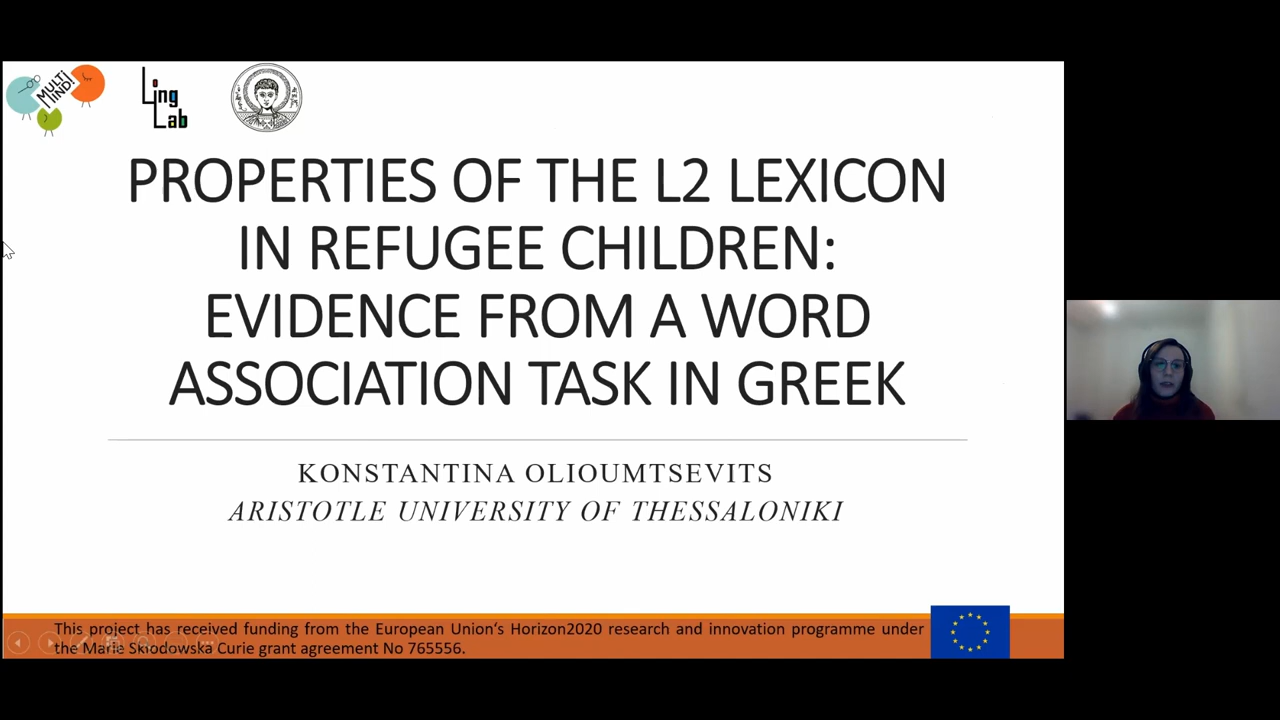 MULTI
MIND!
Ling
Lab
PROPERTIES OF THE L2 LEXICON
IN REFUGEE CHILDREN:
EVIDENCE FROM A WORD
ASSOCIATION TASK IN GREEK
KONSTANTINA OLIOUMTSEVITS
ARISTOTLE UNIVERSITY OF THESSALONIKI
This project has received funding from the European Union‘s Horizon2020 research and innovation programme under
the Marie Skłodowska Curie grant agreement No 765556.